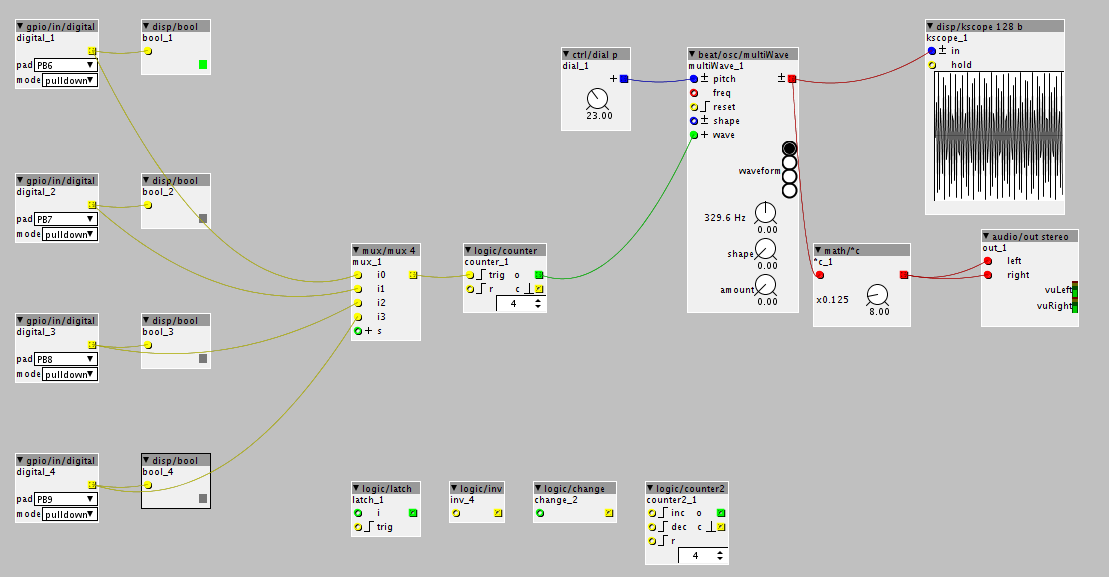 gpio/in/digital
digital_1
pad PB6
mode pulldown
disp/bool
bool_1
gpio/in/digital
digital_2
pad PB7
mode pulldown
disp/bool
bool_2
gpio/in/digital
digital_3
pad PB8
mode pulldown
disp/bool
bool_3
gpio/in/digital
digital_4
pad PB9
mode pulldown
disp/bool
bool_4
mux/mux 4
mux_1
i0
i1
i2
i3
+ s
logic/counter
counter_1
trig o
r c
4
ctrl/dial p
dial_1
+
23.00
beat/osc/multiWave
multiWave_1
± pitch ±
freq
reset
± shape
+ wave
waveform
329.6 Hz
0.00
shape
0.00
amount
0.00
disp/kscope 128 b
kscope_1
± in
hold
math/*c
*c_1
x0.125
8.00
audio/out stereo
out_1
left
right
vuLeft
vuRight
logic/latch
latch_1
i
trig
logic/inv
inv_4
logic/change
change_2
logic/counter2
counter2_1
inc o
dec c
r
4